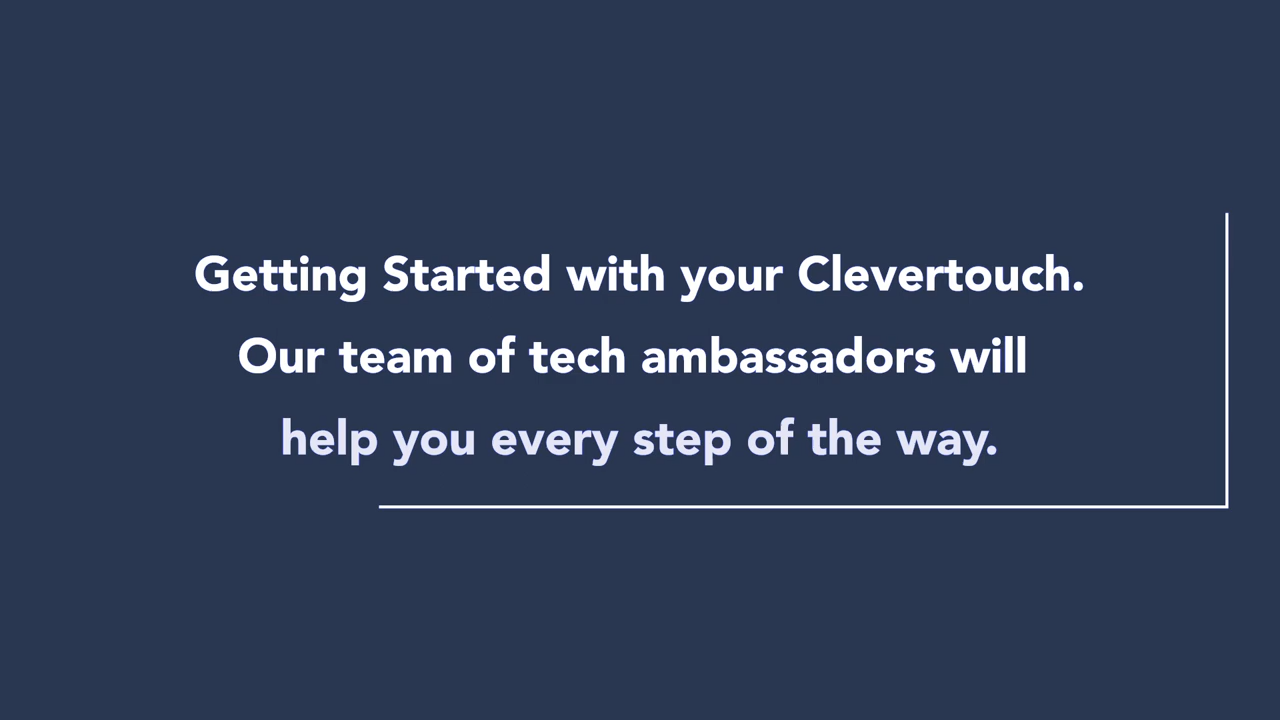 Getting Started with your Clevertouch.
Our team of tech ambassadors will
help you every step of the way.